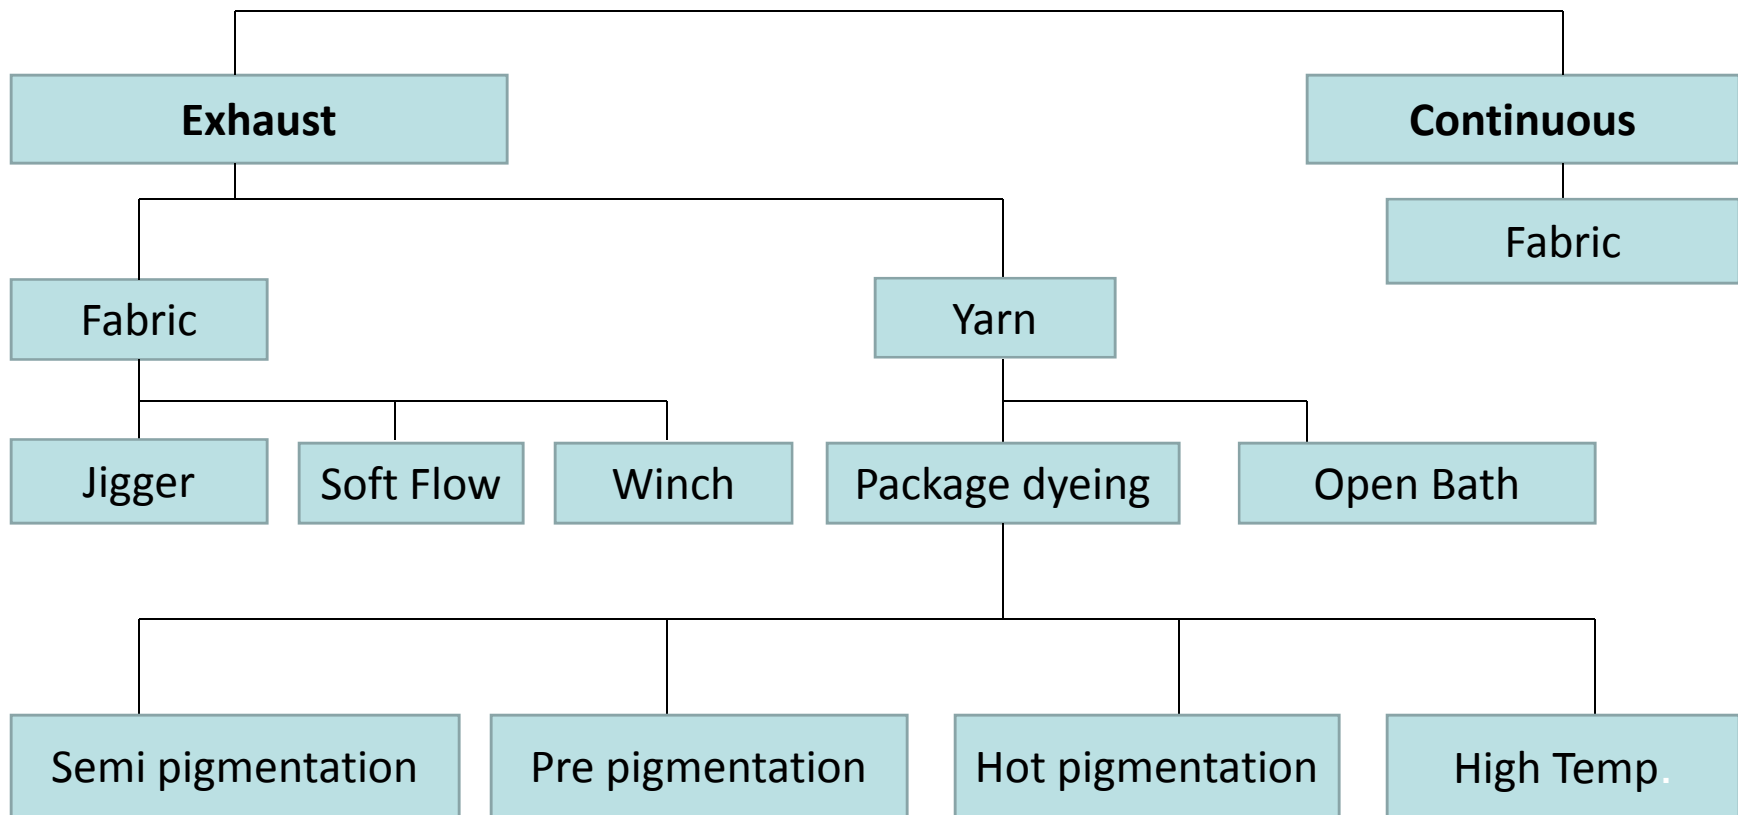 Exhaust
Continuous
Fabric
Fabric
Yarn
Jigger
Soft Flow
Winch
Package dyeing
Open Bath
Semi pigmentation
Pre pigmentation
Hot pigmentation
High Temp.